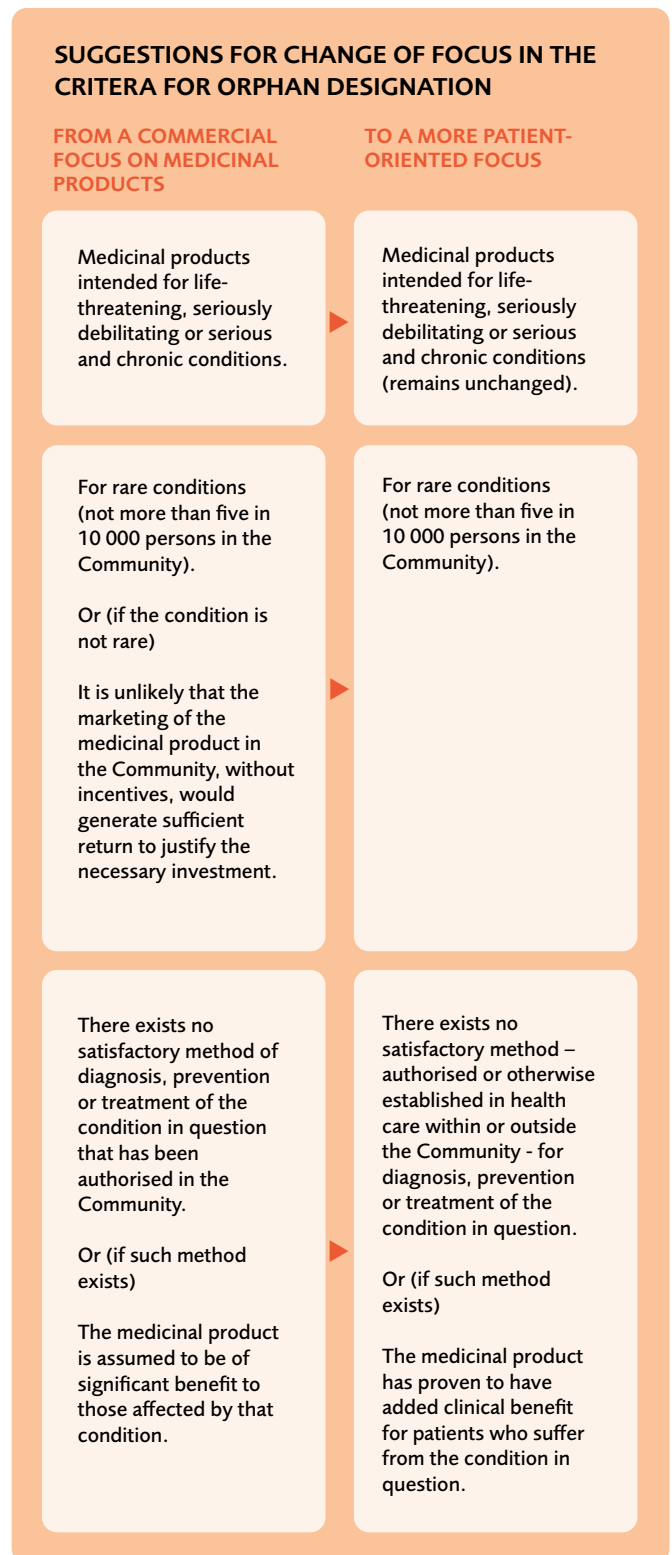 SUGGESTIONS FOR CHANGE OF FOCUS IN THE
CRITERA FOR ORPHAN DESIGNATION
FROM A COMMERCIAL
FOCUS ON MEDICINAL
PRODUCTS
TO A MORE PATIENT-
ORIENTED FOCUS
Medicinal products
intended for life-
threatening, seriously
debilitating or serious
and chronic conditions.
Medicinal products
intended for life-
threatening, seriously
debilitating or serious
and chronic conditions
(remains unchanged).
For rare conditions
(not more than five in
10 000 persons in the
Community).
Or (if the condition is
not rare)
It is unlikely that the
marketing of the
medicinal product in
the Community, without
incentives, would
generate sufficient
return to justify the
necessary investment.
For rare conditions
(not more than five in
10 000 persons in the
Community).
There exists no
satisfactory method of
diagnosis, prevention
or treatment of the
condition in question
that has been
authorised in the
Community.
Or (if such method
exists)
The medicinal product
is assumed to be of
significant benefit to
those affected by that
condition.
There exists no
satisfactory method –
authorised or otherwise
established in health
care within or outside
the Community - for
diagnosis, prevention
or treatment of the
condition in question.
Or (if such method
exists)
The medicinal product
has proven to have
added clinical benefit
for patients who suffer
from the condition in
question.